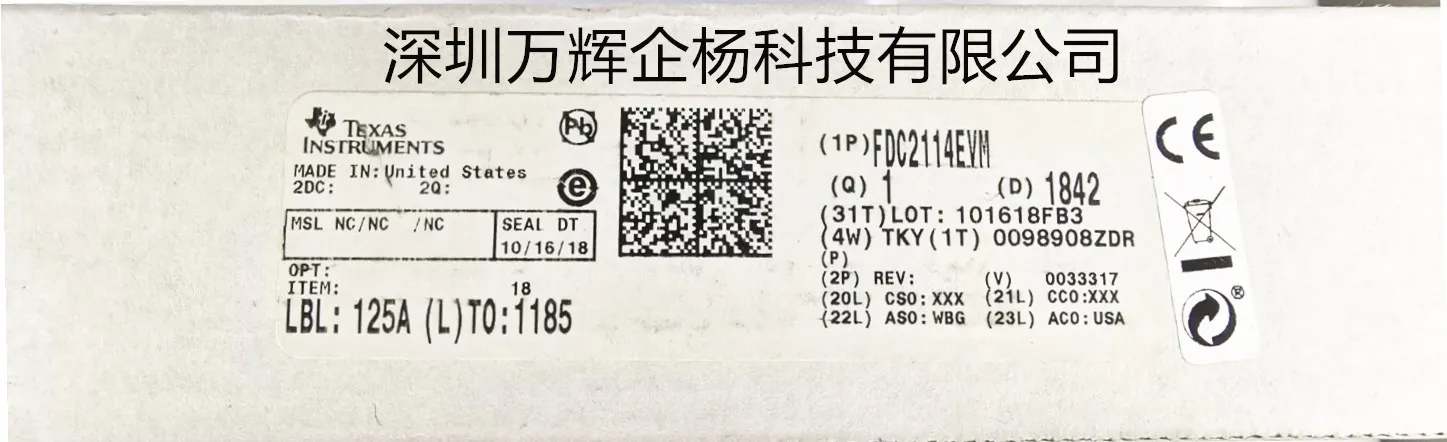 深圳万辉企杨科技有限公司
TEXAS
INSTRUMENTS
MADE IN: United States
2DC: 2Q:
MSL NC/NC /NC
SEAL DT
10/16/18
OPT:
ITEM: 18
LBL: 125A (L)TO:1185
Pb
e
(1P)FDC2114EVM
(Q) 1 (D) 1842
(31T)LOT: 101618FB3
(4W) TKY(1T) 0098908ZDR
(P)
(2P) REV: (V) 0033317
(20L) CSO:XXX (21L) CCO:XXX
(22L) ASO:WBG (23L) ACO:USA
CE
®